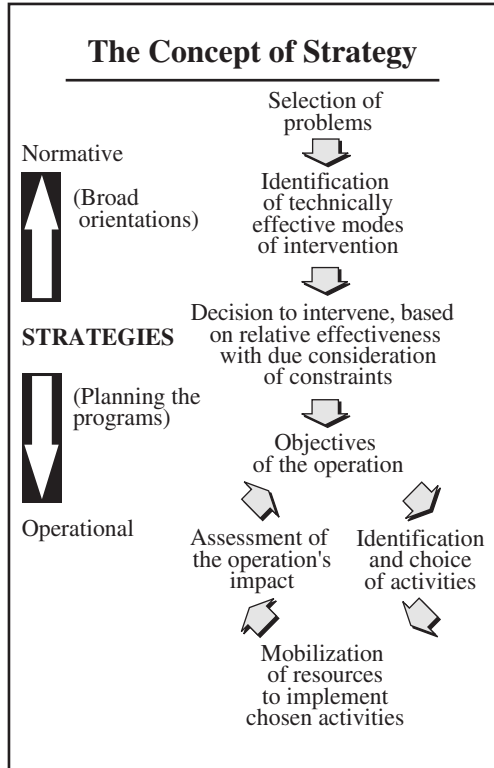 The Concept of Strategy
Selection of
problems
Normative
(Broad
orientations)
Identification
of technically
effective modes
of intervention
STRATEGIES
Decision to intervene, based
on relative effectiveness
with due consideration
of constraints
(Planning the
programs)
Operational
Objectives
of the operation
Assessment of
the operation's
impact
Identification
and choice
of activities
Mobilization
of resources
to implement
chosen activities